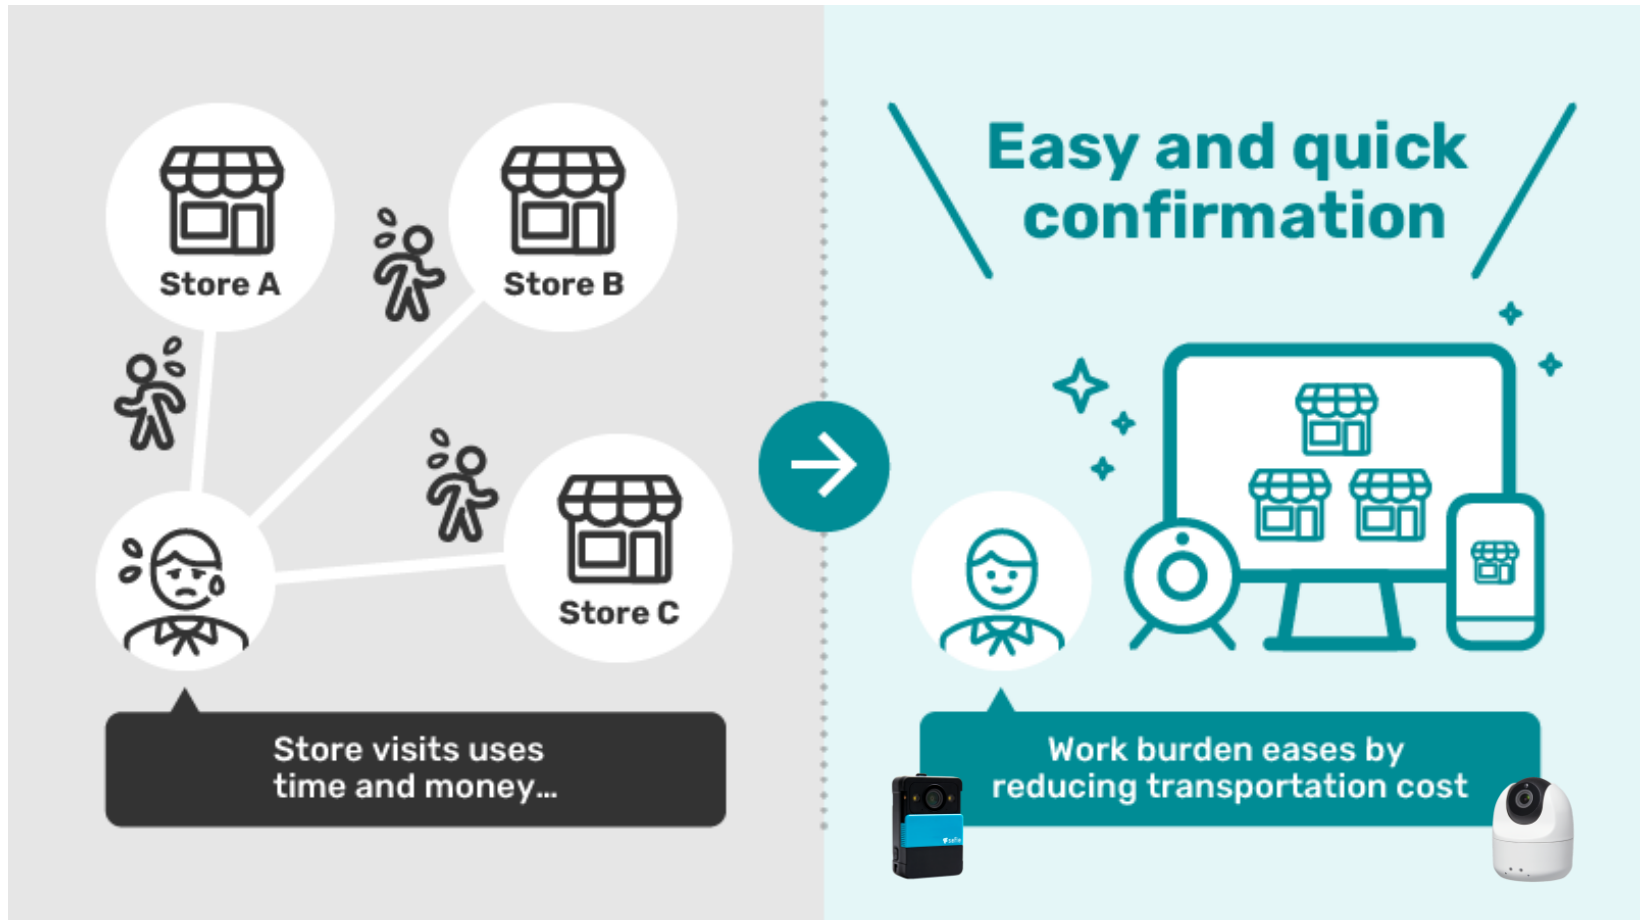 Store A
Store B
Store C
Store visits uses
time and money...
Easy and quick
confirmation
Work burden eases by
reducing transportation cost